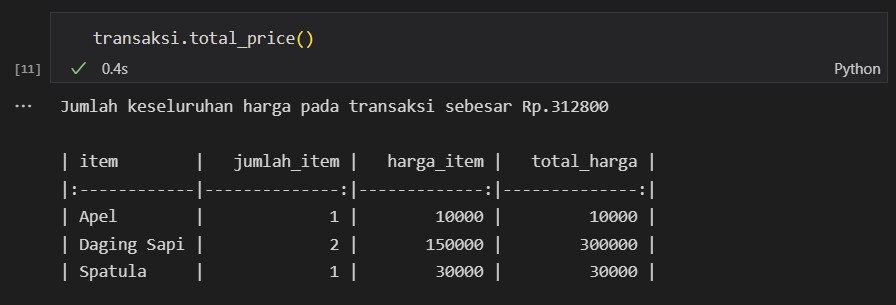 transaksi.total_price()
[11] ✓ 0.4s Python
... Jumlah keseluruhan harga pada transaksi sebesar Rp.312800
| item | jumlah_item | harga_item | total_harga |
|:------------|--------------:|-------------:|--------------:|
| Apel | 1 | 10000 | 10000 |
| Daging Sapi | 2 | 150000 | 300000 |
| Spatula | 1 | 30000 | 30000 |